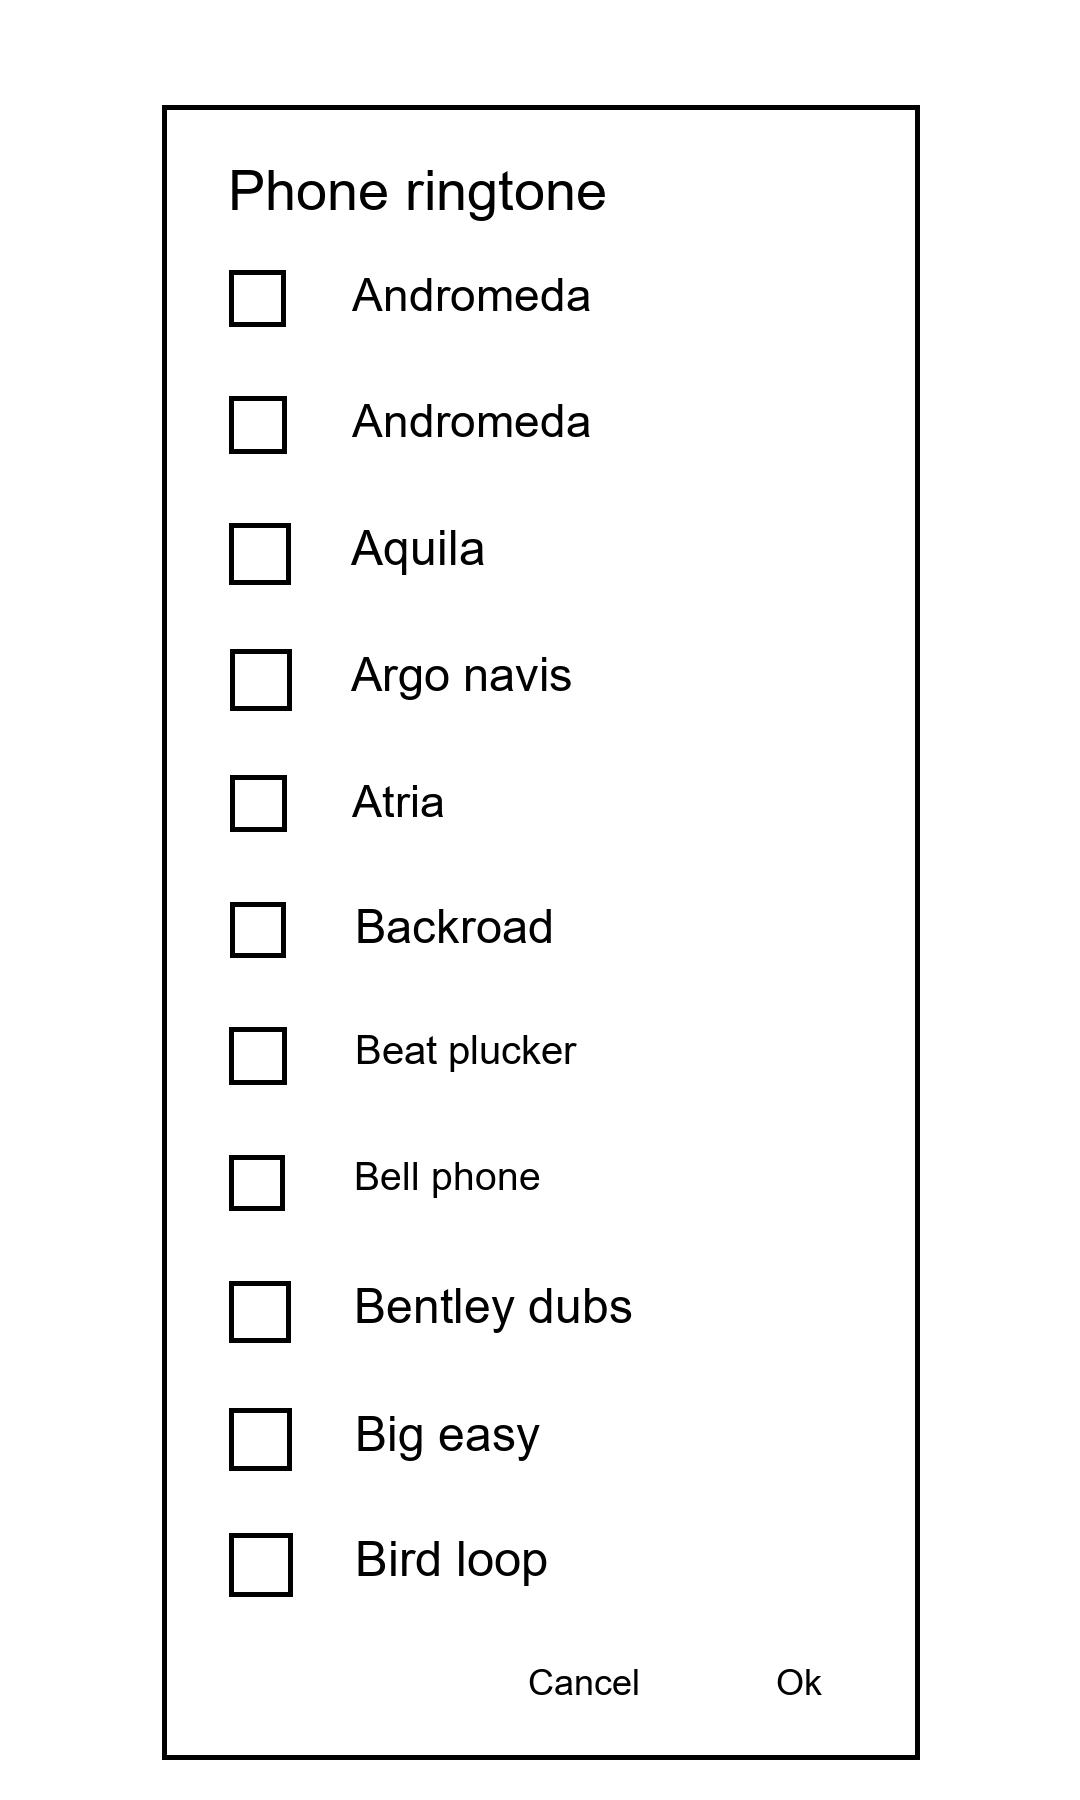 Phone ringtone
Andromeda
Andromeda
Aquila
Argo navis
Atria
Backroad
Beat plucker
Bell phone
Bentley dubs
Big easy
Bird loop
Cancel Ok